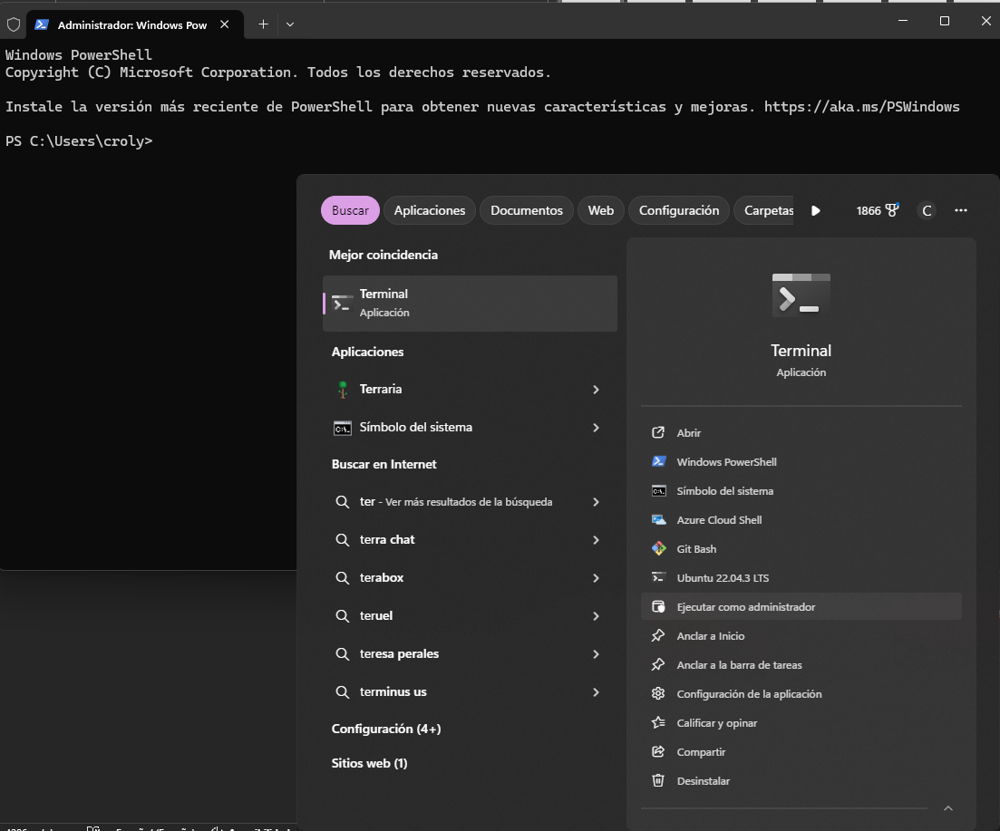 Administrador: Windows Pow
Windows PowerShell
Copyright (C) Microsoft Corporation. Todos los derechos reservados.
Instale la versión más reciente de PowerShell para obtener nuevas características y mejoras. https://aka.ms/PSWindows
PS C:\Users\croly>
Buscar
Aplicaciones
Documentos
Web
Configuración
Carpetas
1866
C
Mejor coincidencia
Terminal
Aplicación
Aplicaciones
Terraria
Símbolo del sistema
Buscar en Internet
ter - Ver más resultados de la búsqueda
terra chat
terabox
teruel
teresa perales
terminus us
Configuración (4+)
Sitios web (1)
Terminal
Aplicación
Abrir
Windows PowerShell
Símbolo del sistema
Azure Cloud Shell
Git Bash
Ubuntu 22.04.3 LTS
Ejecutar como administrador
Anclar a Inicio
Anclar a la barra de tareas
Configuración de la aplicación
Calificar y opinar
Compartir
Desinstalar